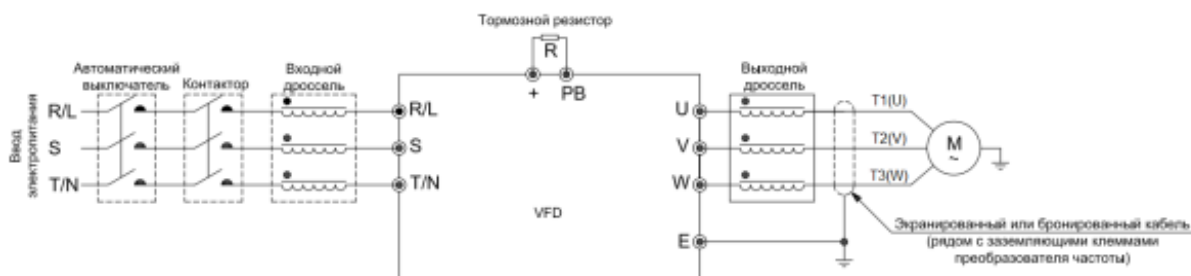 Тормозной резистор
R
+ PB
Автоматический
выключатель
Контактор
Входной
дроссель
Выходной
дроссель
Ввод
электропитания
R/L
S
T/N
R/L
S
T/N
VFD
U
V
W
E
T1(U)
T2(V)
T3(W)
M
~
Экранированный или бронированный кабель
(рядом с заземляющими клеммами
преобразователя частоты)